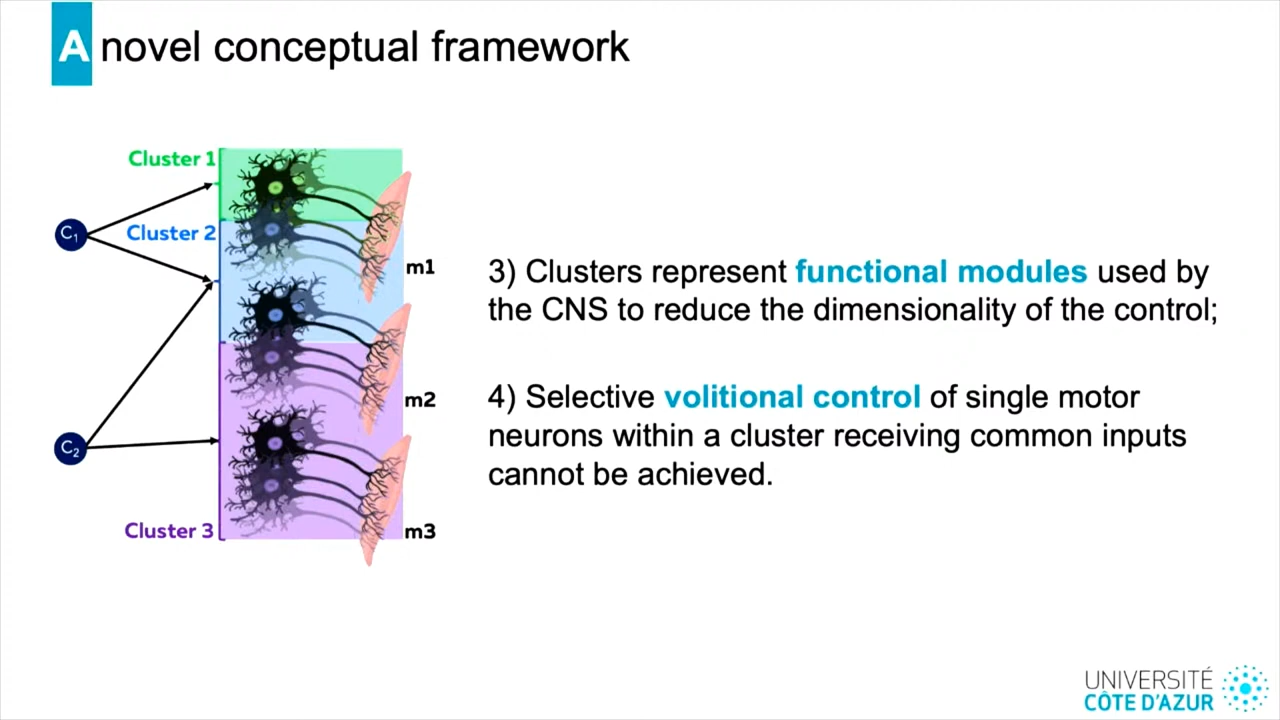 A novel conceptual framework
Cluster 1
C1
Cluster 2
m1
m2
C2
Cluster 3
m3
3) Clusters represent functional modules used by
the CNS to reduce the dimensionality of the control;
4) Selective volitional control of single motor
neurons within a cluster receiving common inputs
cannot be achieved.
UNIVERSITÉ
CÔTE D'AZUR